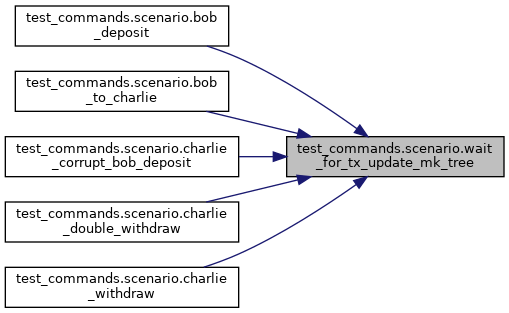 test_commands.scenario.bob
_deposit
test_commands.scenario.bob
_to_charlie
test_commands.scenario.charlie
_corrupt_bob_deposit
test_commands.scenario.wait
_for_tx_update_mk_tree
test_commands.scenario.charlie
_double_withdraw
test_commands.scenario.charlie
_withdraw